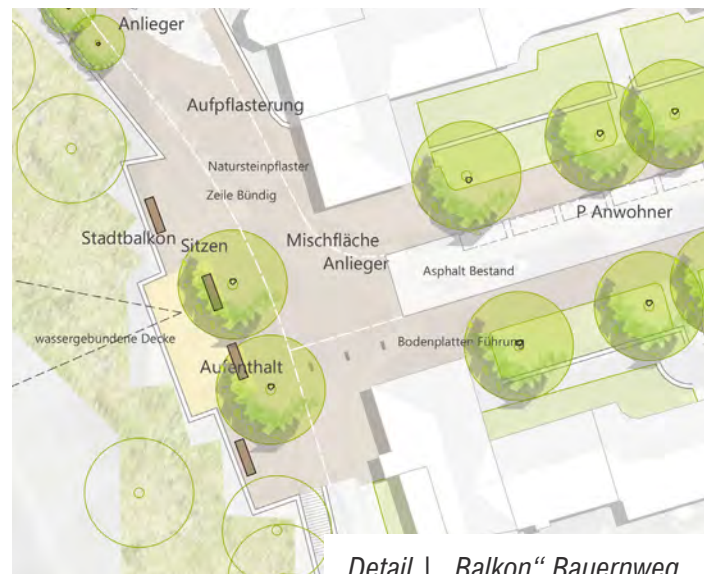 Anlieger
Aufpflasterung
Natursteinpflaster
Zeile Bündig
P Anwohner
Stadtbalkon
Sitzen
Mischfläche
Anlieger
Asphalt Bestand
wassergebundene Decke
Bodenplatten Führung
Aufenthalt
Detail | „Balkon“ Bauernweg